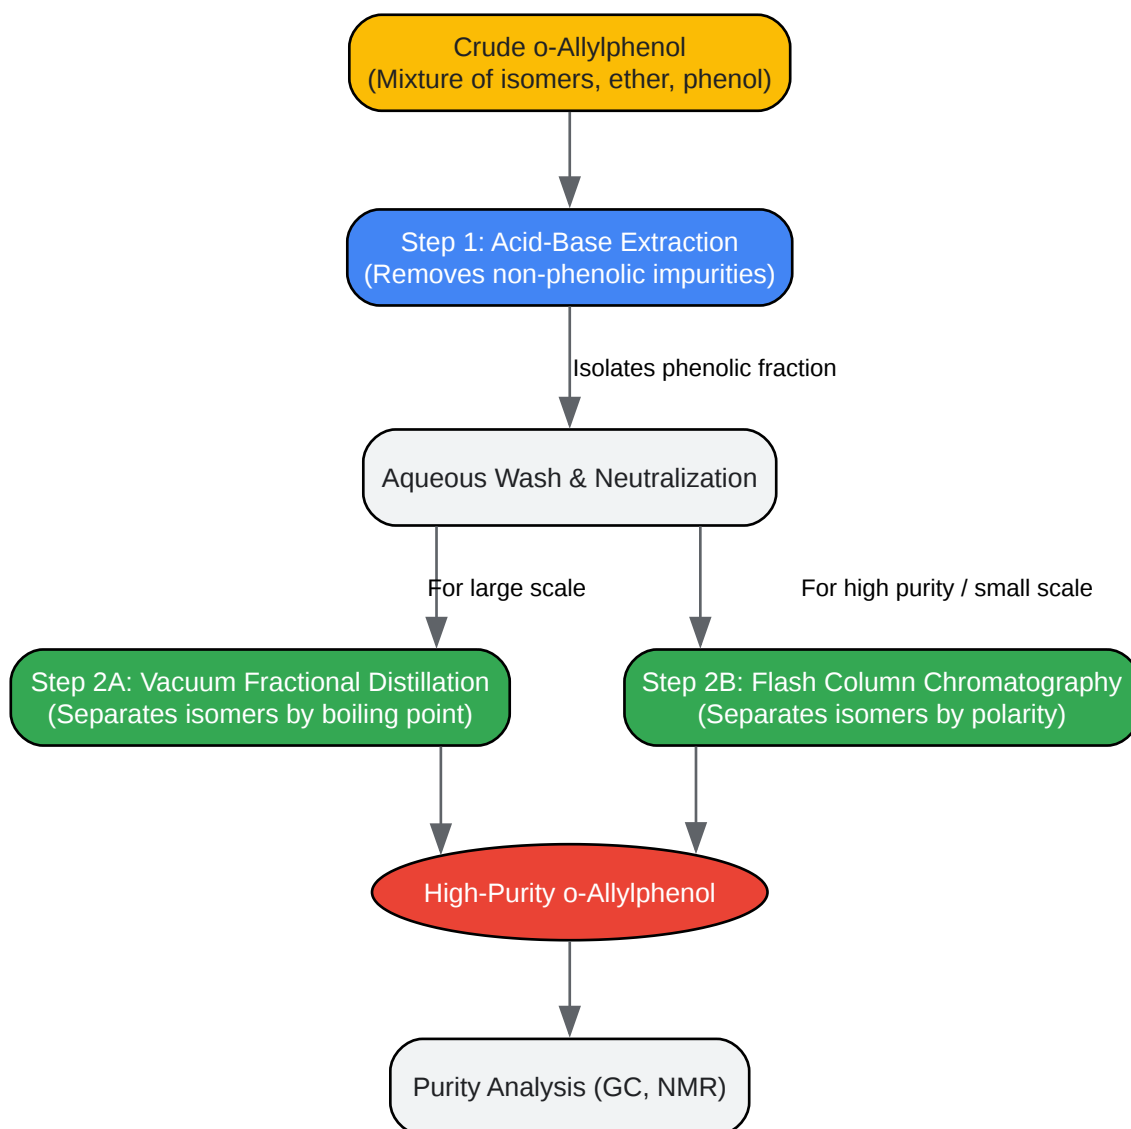 Crude o-Allylphenol
(Mixture of isomers, ether, phenol)
Step 1: Acid-Base Extraction
(Removes non-phenolic impurities)
Isolates phenolic fraction
Aqueous Wash & Neutralization
For large scale
For high purity / small scale
Step 2A: Vacuum Fractional Distillation
(Separates isomers by boiling point)
Step 2B: Flash Column Chromatography
(Separates isomers by polarity)
High-Purity o-Allylphenol
Purity Analysis (GC, NMR)